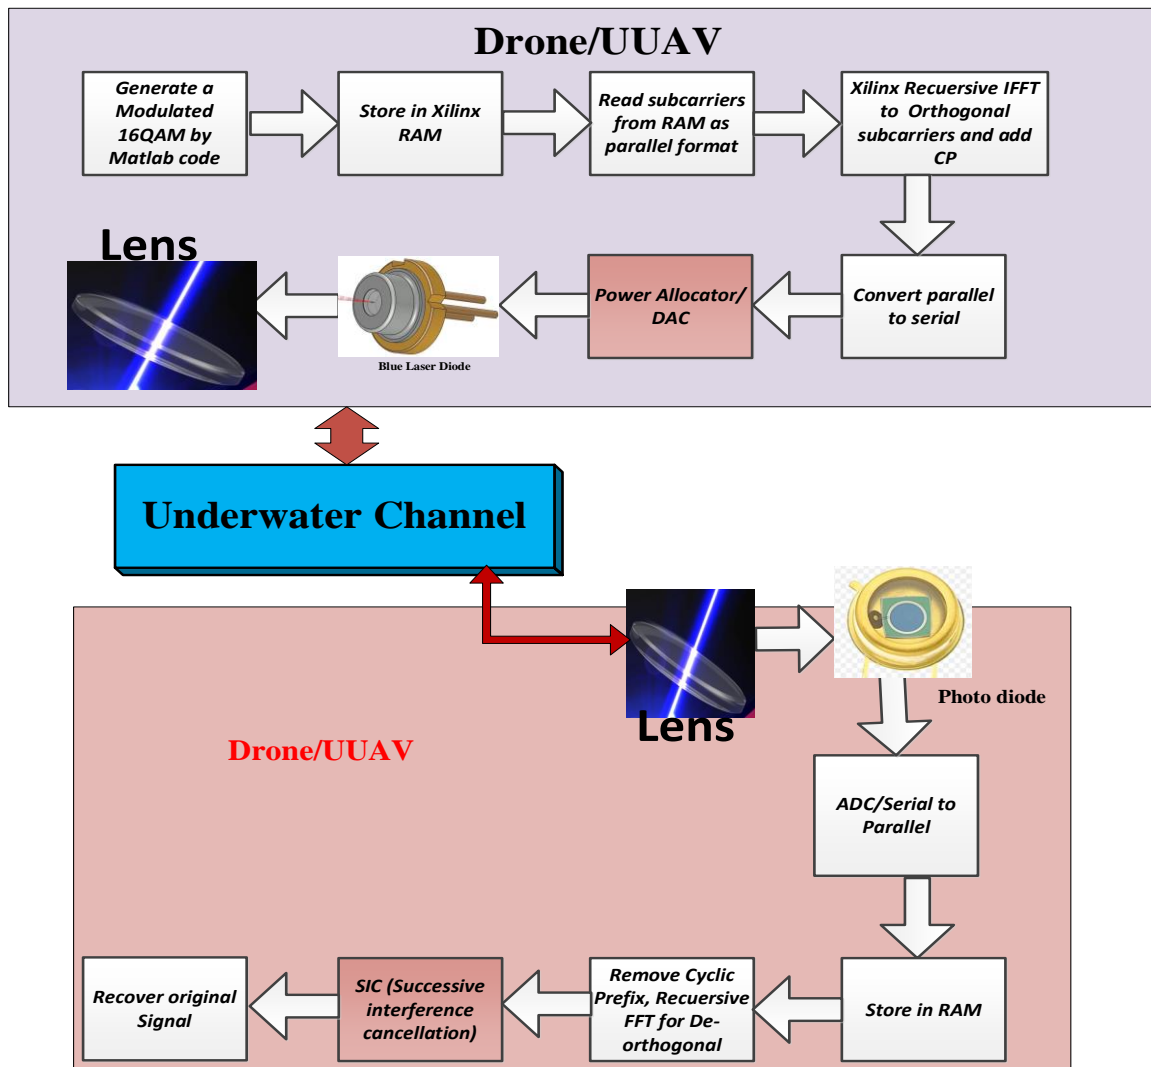 Drone/UUAV
Generate a
Modulated
16QAM by
Matlab code
Store in Xilinx
RAM
Read subcarriers
from RAM as
parallel format
Xilinx Recuersive IFFT
to Orthogonal
subcarriers and add
CP
Convert parallel
to serial
Power Allocator/
DAC
Blue Laser Diode
Lens
Underwater Channel
Lens
Photo diode
Drone/UUAV
ADC/Serial to
Parallel
Store in RAM
Remove Cyclic
Prefix, Recuersive
FFT for De-
orthogonal
SIC (Successive
interference
cancellation)
Recover original
Signal